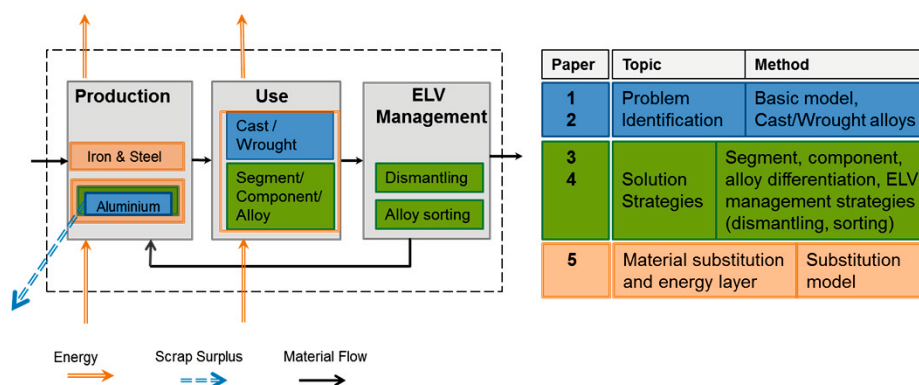 Production
Iron & Steel
Aluminium
Use
Cast /
Wrought
Segment/
Component/
Alloy
ELV
Management
Dismantling
Alloy sorting
Energy
Scrap Surplus
Material Flow
Paper
Topic
Method
1
2
Problem
Identification
Basic model,
Cast/Wrought alloys
3
4
Solution
Strategies
Segment, component,
alloy differentiation, ELV
management strategies
(dismantling, sorting)
5
Material substitution
and energy layer
Substitution
model